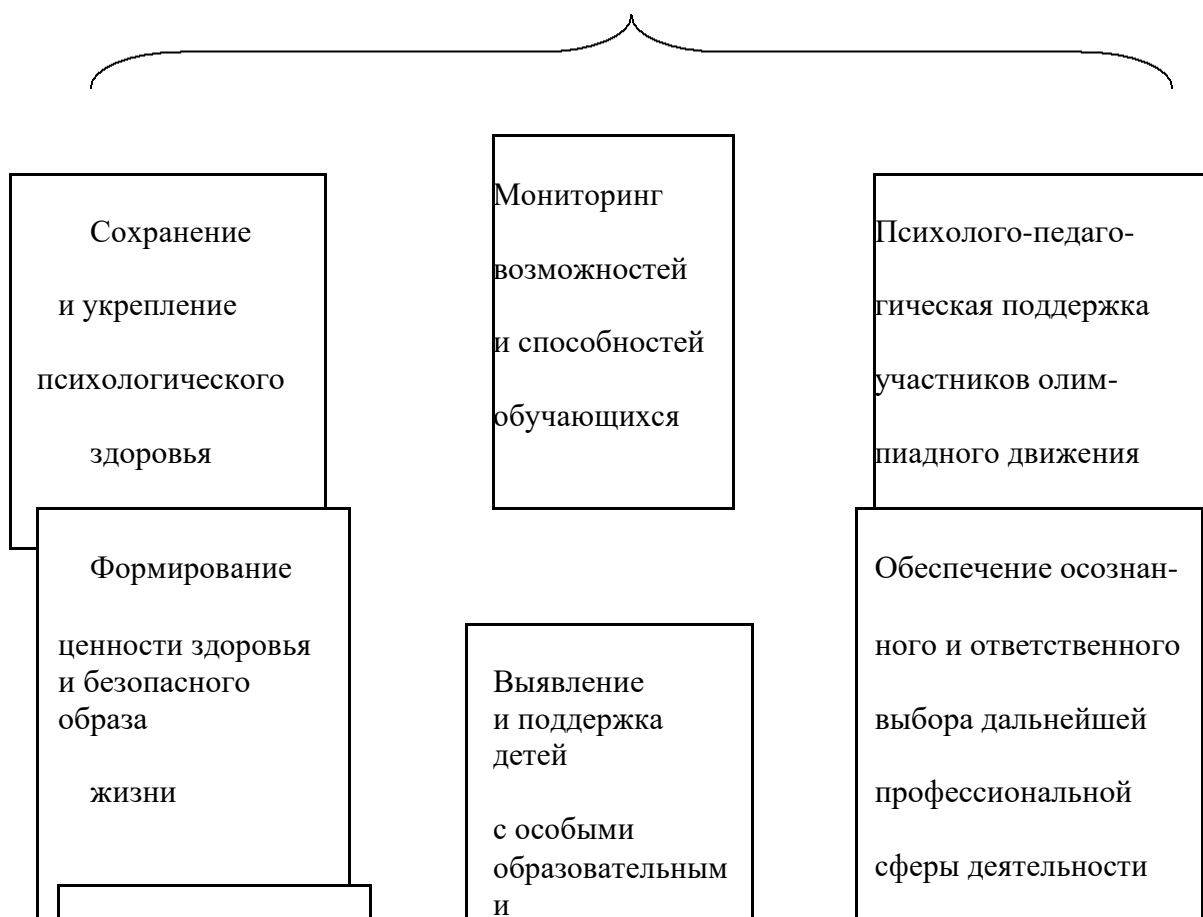 Сохранение
и укрепление
психологического
здоровья
Мониторинг
возможностей
и способностей
обучающихся
Психолого-педаго-
гическая поддержка
участников олим-
пиадного движения
Формирование
ценности здоровья
и безопасного
образа
жизни
Выявление
и поддержка
детей
с особыми
образовательным
и
Обеспечение осознан-
ного и ответственного
выбора дальнейшей
профессиональной
сферы деятельности